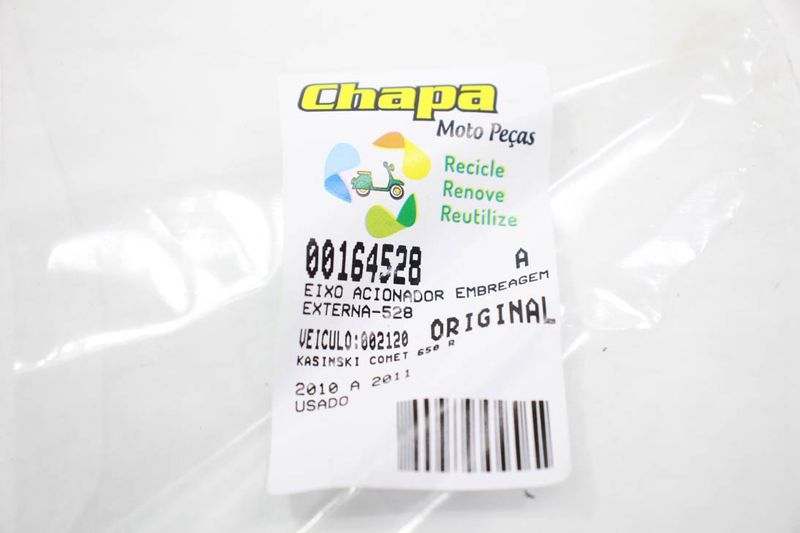 Chapa
Moto Peças
Recicle
Renove
Reutilize
00164528 A
EIXO ACIONADOR EMBREAGEM
EXTERNA-528
VEICULO:002120 ORIGINAL
KASINSKI COMET 650 R
2010 A 2011
USADO